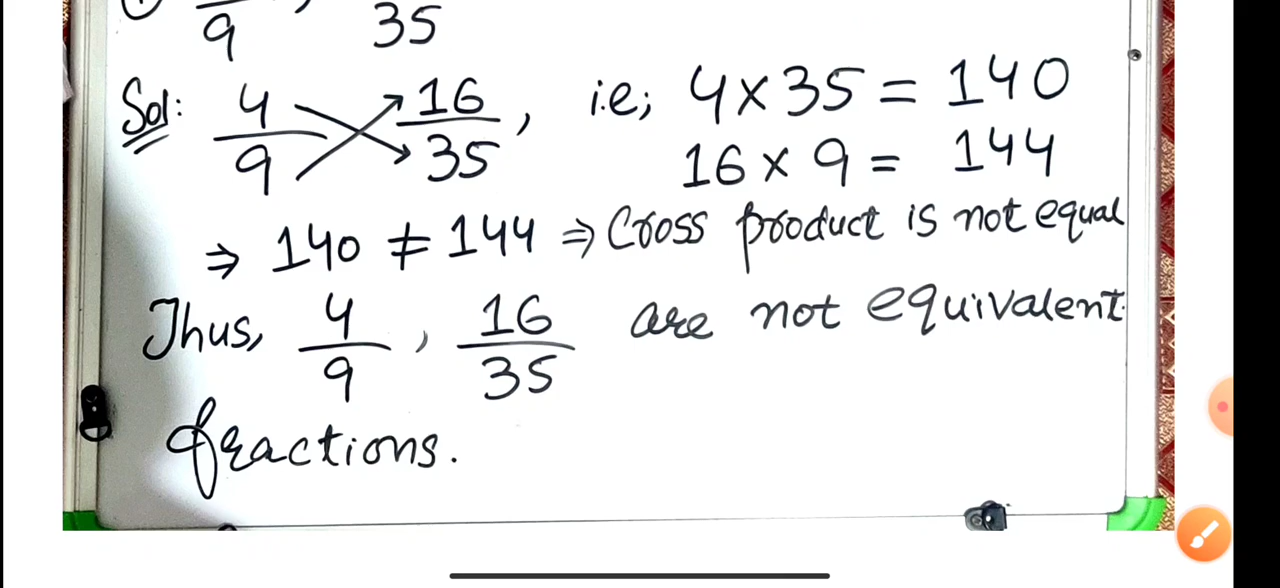 9 , 35
Sol: 4/9 16/35, i.e; 4×35 = 140
16 × 9 = 144
⇒ 140 ≠ 144 ⇒ Cross product is not equal
Thus, 4/9 , 16/35 are not equivalent
fractions.